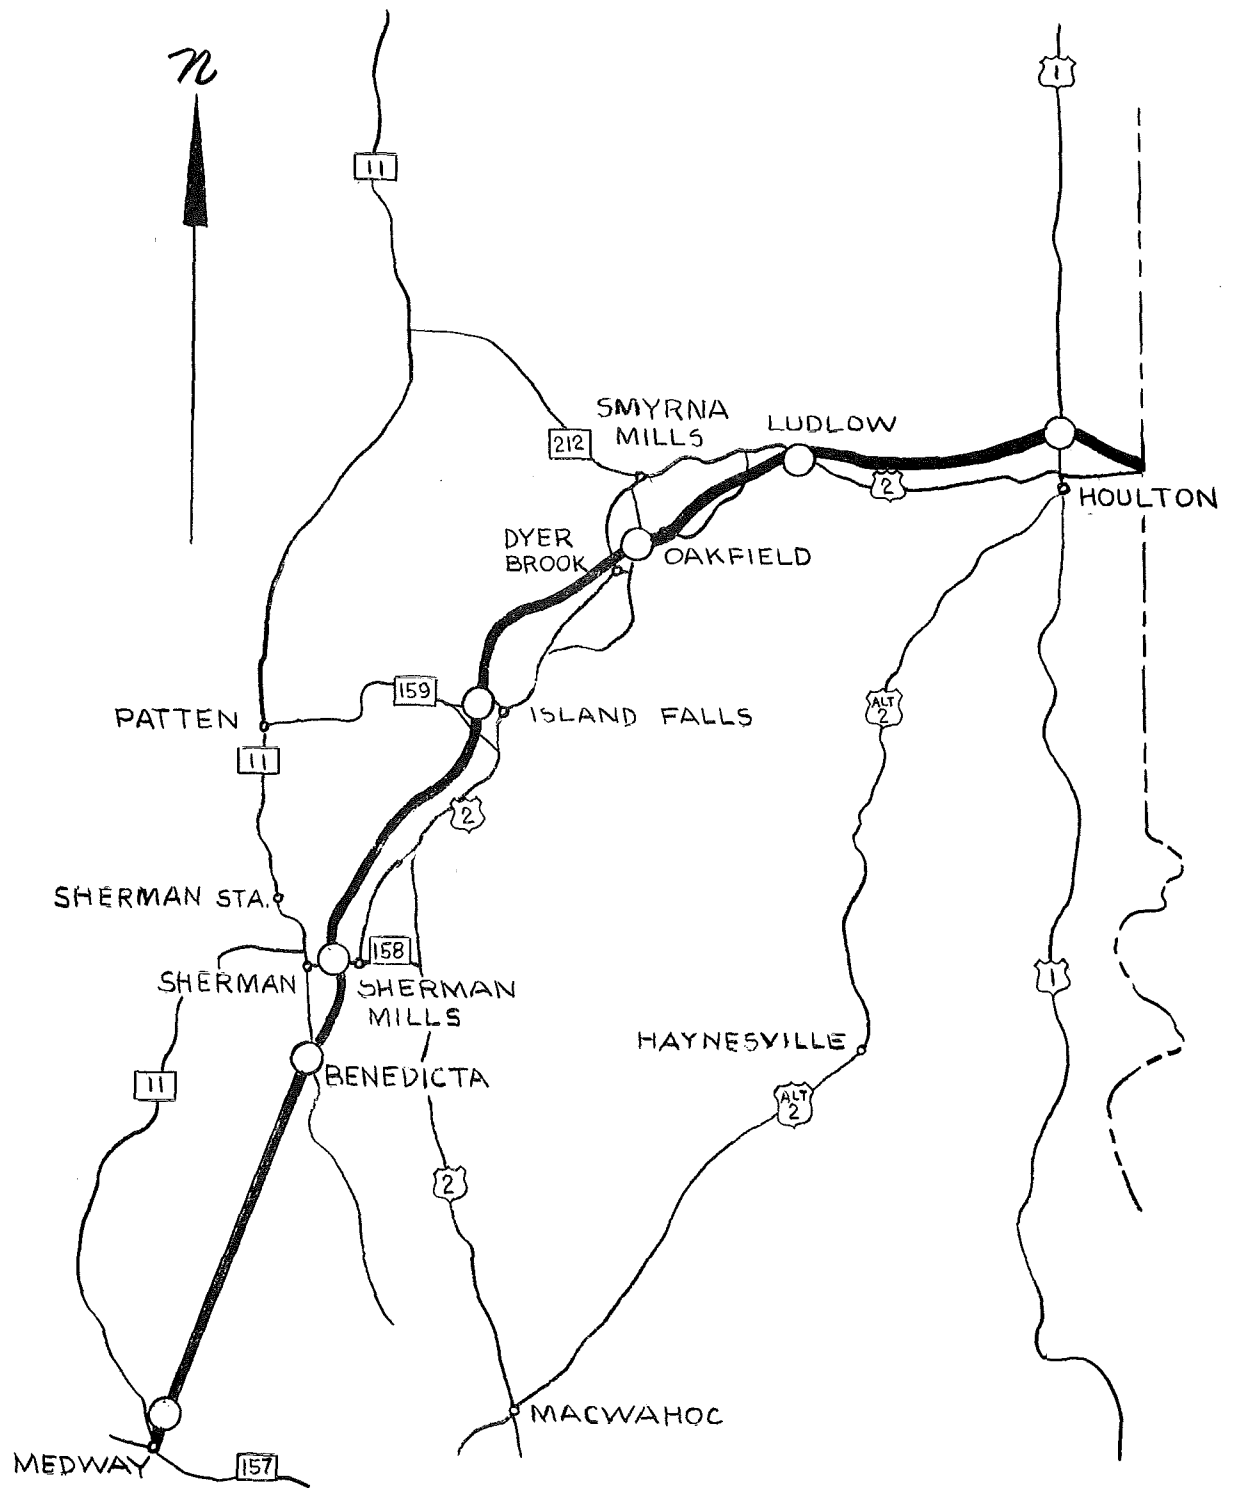 n
1
11
SMYRNA
MILLS
LUDLOW
212
2
HOULTON
DYER
BROOK
OAKFIELD
159
ALT
2
PATTEN
ISLAND FALLS
11
2
SHERMAN STA.
158
SHERMAN
SHERMAN
MILLS
1
HAYNESVILLE
11
BENEDICTA
ALT
2
2
MACWAHOC
MEDWAY
157